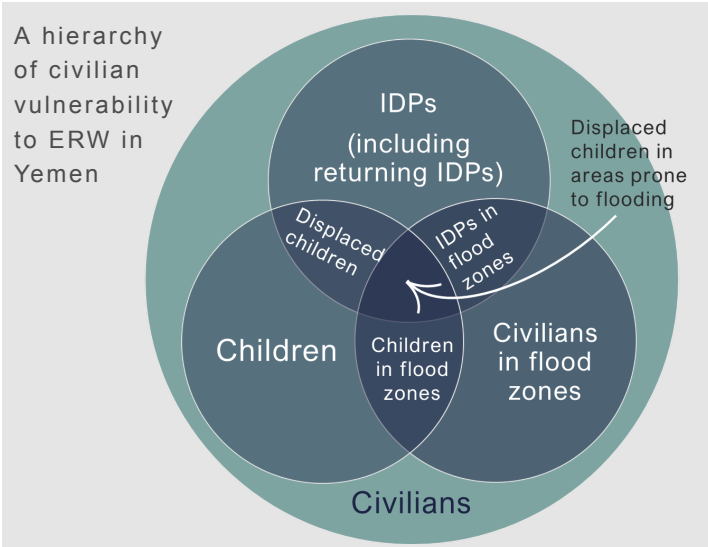 A hierarchy
of civilian
vulnerability
to ERW in
Yemen
IDPs
(including
returning IDPs)
Displaced
children in
areas prone
to flooding
Displaced
children
IDPs in
flood
zones
Children
Children
in flood
zones
Civilians
in flood
zones
Civilians